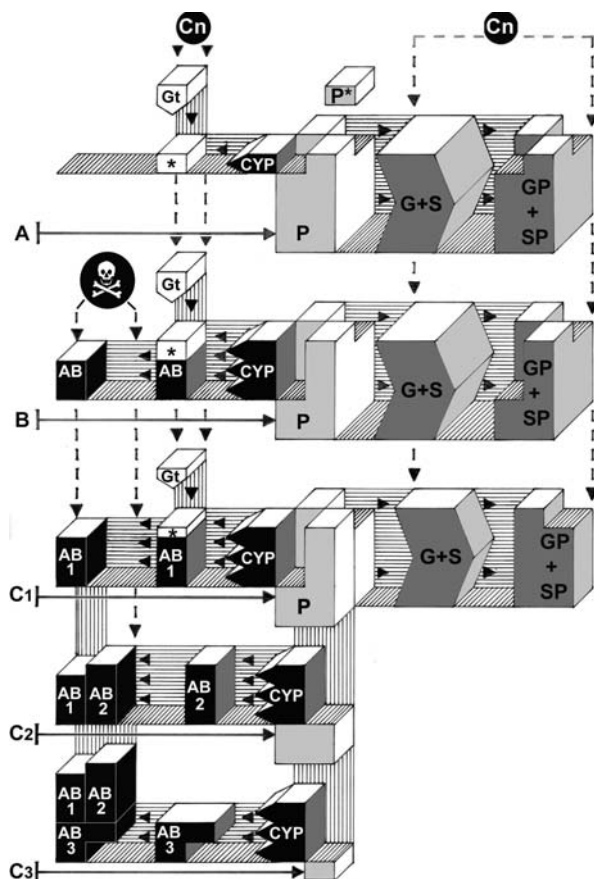 Cn Cn
Gt P*
* CYP
G+S GP
+
SP
A P
Gt
* 
AB AB CYP G+S GP
+
SP
B P
Gt
*
AB
1 AB
1 CYP G+S GP
+
SP
C1 P
AB
1 AB
2 AB
2 CYP
C2
AB
1 AB
2
AB
3 AB
3 CYP
C3